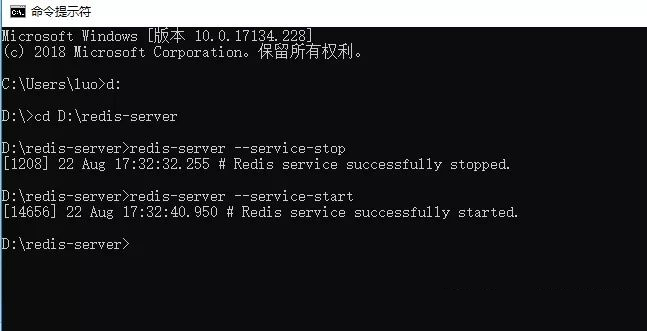 命令提示符
Microsoft Windows [版本 10.0.17134.228]
(c) 2018 Microsoft Corporation。保留所有权利。
C:\Users\luo>d:
D:\>cd D:\redis-server
D:\redis-server>redis-server --service-stop
[1208] 22 Aug 17:32:32.255 # Redis service successfully stopped.
D:\redis-server>redis-server --service-start
[14656] 22 Aug 17:32:40.950 # Redis service successfully started.
D:\redis-server>